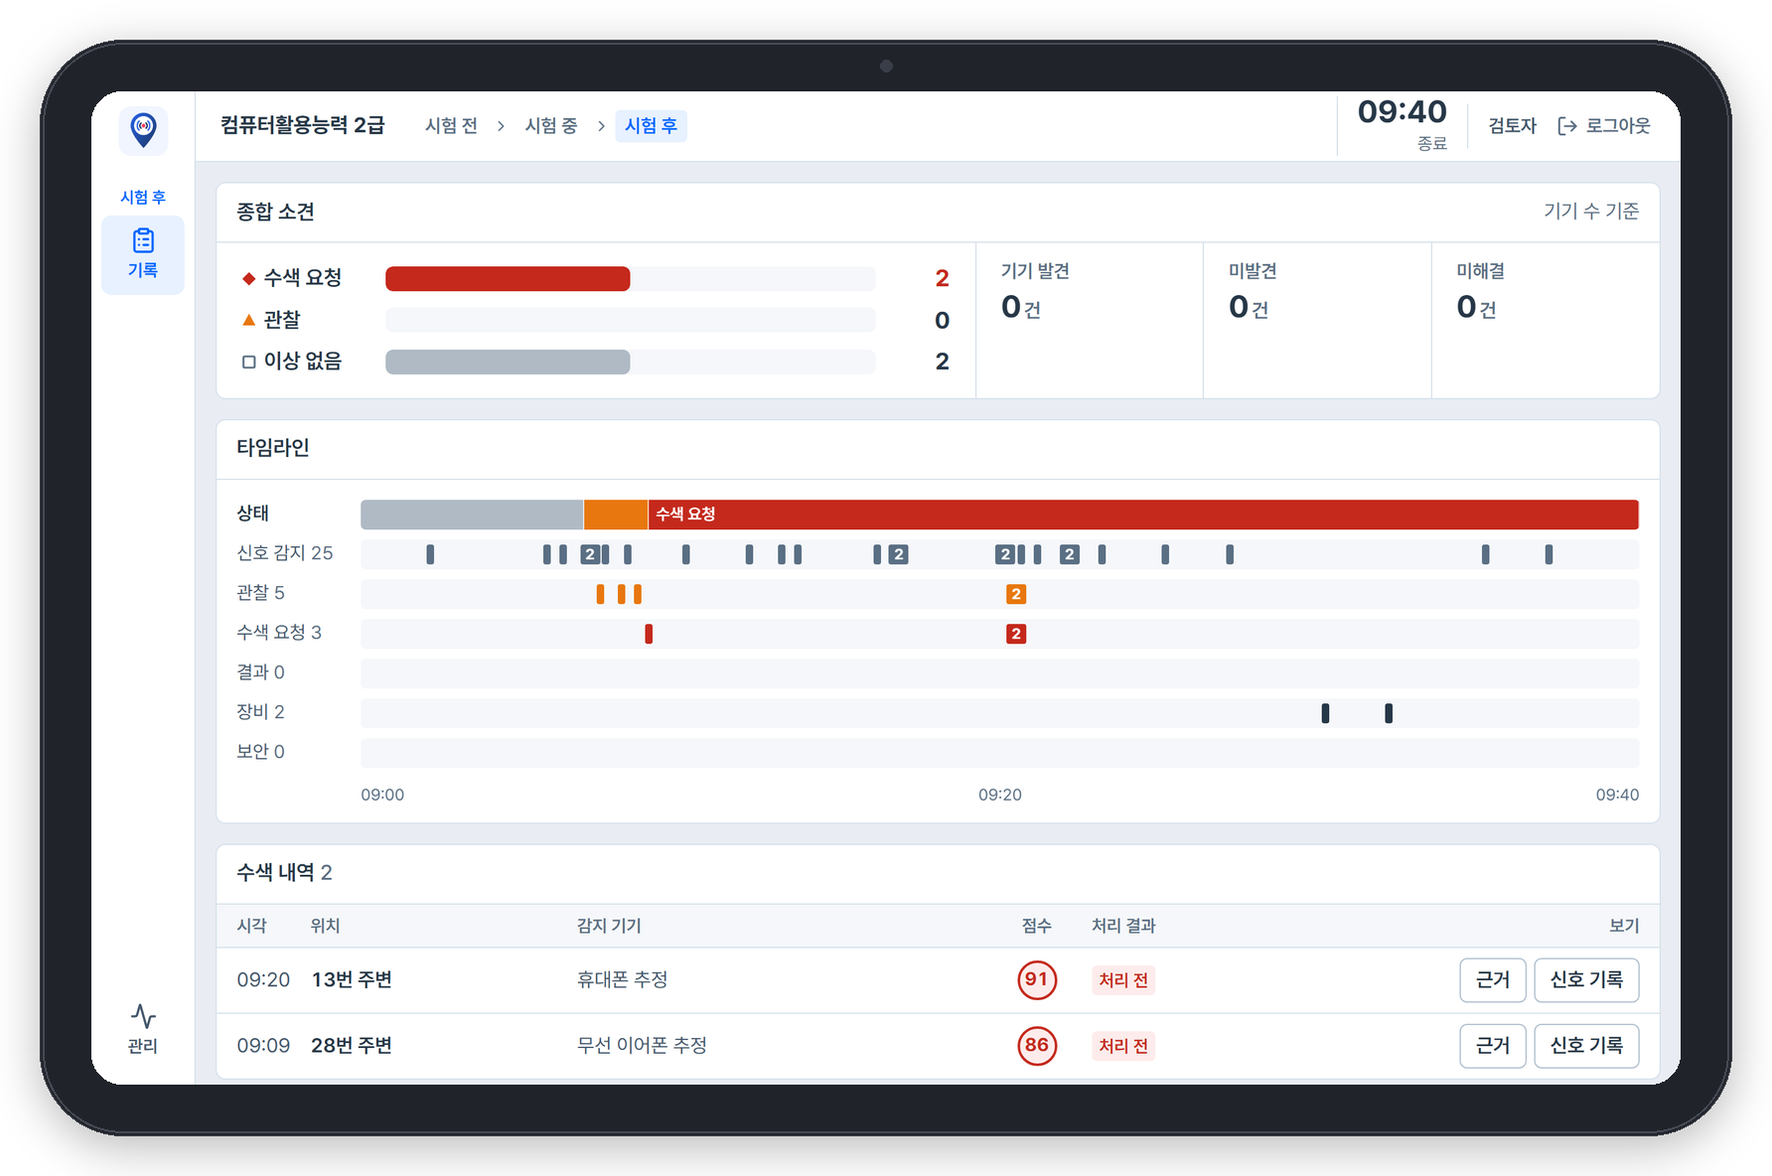 컴퓨터활용능력 2급
시험 전 > 시험 중 > 시험 후
09:40
종료
검토자
로그아웃
시험 후
기록
관리
종합 소견
기기 수 기준
수색 요청 2
관찰 0
이상 없음 2
기기 발견
0건
미발견
0건
미해결
0건
타임라인
상태 수색 요청
신호 감지 25 2 2 2 2
관찰 5 2
수색 요청 3 2
결과 0
장비 2
보안 0
09:00 09:20 09:40
수색 내역 2
시각 위치 감지 기기 점수 처리 결과 보기
09:20 13번 주변 휴대폰 추정 91 처리 전 근거 신호 기록
09:09 28번 주변 무선 이어폰 추정 86 처리 전 근거 신호 기록